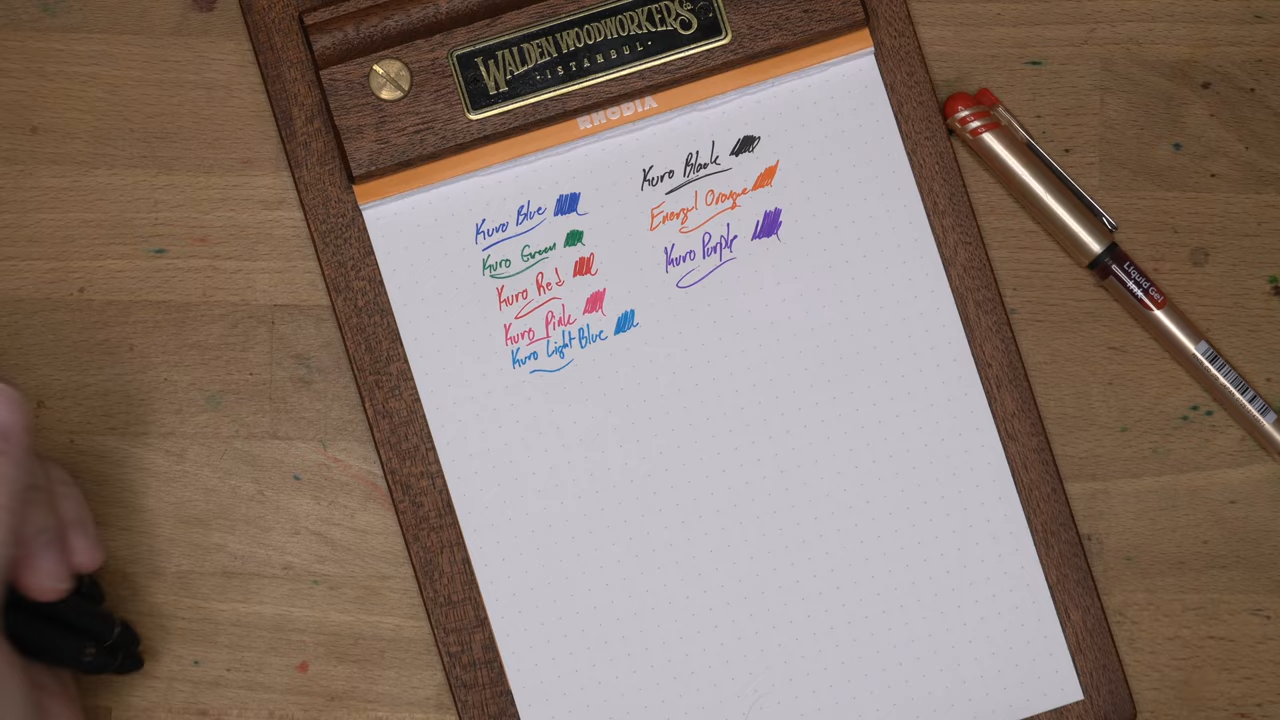 WALDEN WOODWORKERS Co.
· ISTANBUL ·
RHODIA
Kuro Blue
Kuro Green
Kuro Red
Kuro Pink
Kuro Light Blue
Kuro Black
Energel Orange
Kuro Purple
Liquid Gel
Ink